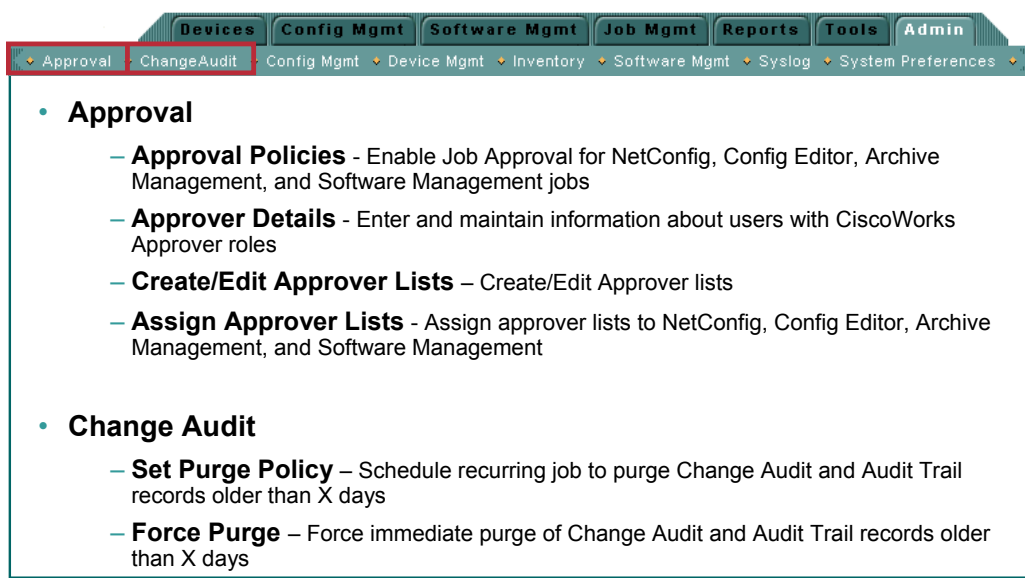 Devices Config Mgmt Software Mgmt Job Mgmt Reports Tools Admin
Approval ChangeAudit Config Mgmt Device Mgmt Inventory Software Mgmt Syslog System Preferences
• Approval
– Approval Policies - Enable Job Approval for NetConfig, Config Editor, Archive
Management, and Software Management jobs
– Approver Details - Enter and maintain information about users with CiscoWorks
Approver roles
– Create/Edit Approver Lists – Create/Edit Approver lists
– Assign Approver Lists - Assign approver lists to NetConfig, Config Editor, Archive
Management, and Software Management
• Change Audit
– Set Purge Policy – Schedule recurring job to purge Change Audit and Audit Trail
records older than X days
– Force Purge – Force immediate purge of Change Audit and Audit Trail records older
than X days